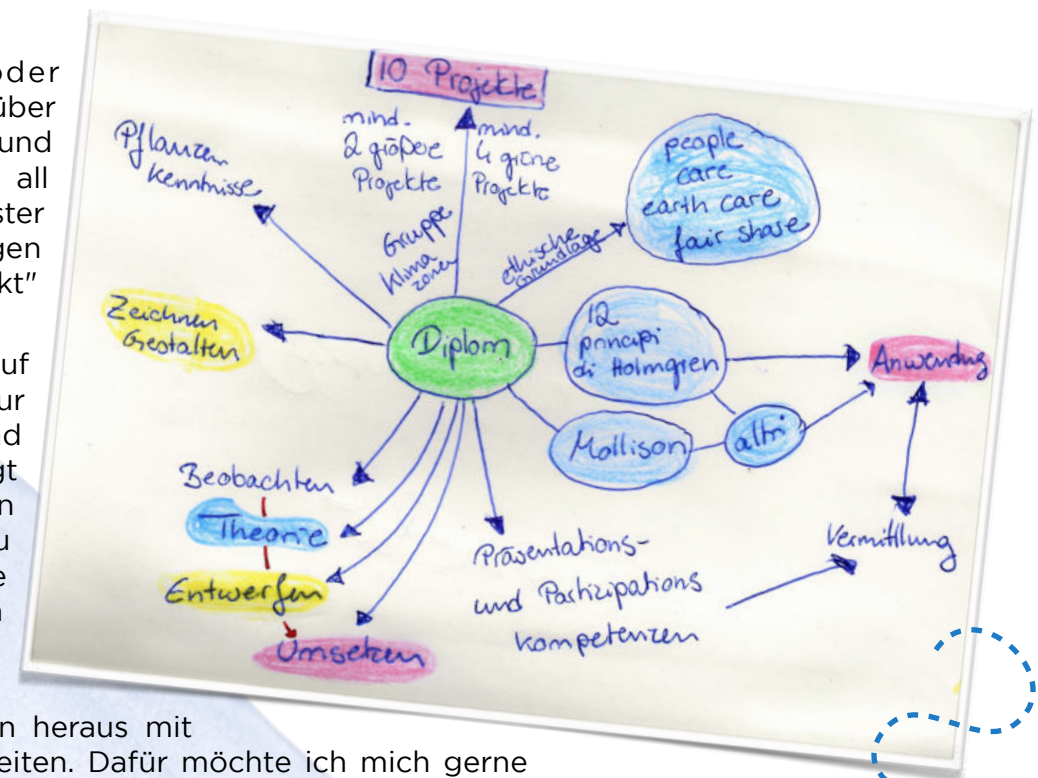 oder
über
und
all
ster
gen
kt"
uf
ur
d
gt
n
u
e
n
n heraus mit
eiten. Dafür möchte ich mich gerne
10 Projekte
mind.
2 größere
Projekte
mind.
4 grüne
Projekte
Pflanzen
kenntnisse
Gruppe
Klima
zonen
ethische
Grundlage
people
care
earth care
fair share
Zeichnen
Gestalten
Diplom
12
principi
di Holmgren
Anwendung
Mollison
altri
Beobachten
Theorie
Entwerfen
Umsetzen
Präsentations-
und Partizipations
kompetenzen
Vermittlung